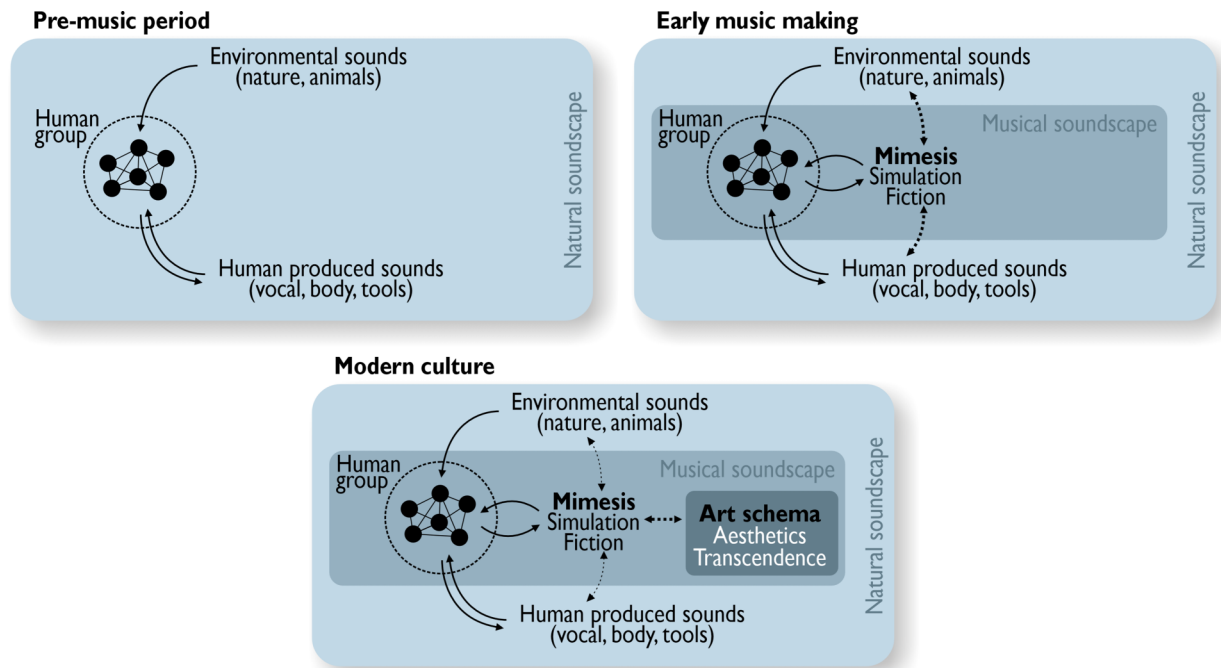 Pre-music period
Environmental sounds
(nature, animals)
Human
group
Human produced sounds
(vocal, body, tools)
Natural soundscape
Early music making
Environmental sounds
(nature, animals)
Human
group
Musical soundscape
Mimesis
Simulation
Fiction
Human produced sounds
(vocal, body, tools)
Natural soundscape
Modern culture
Environmental sounds
(nature, animals)
Human
group
Musical soundscape
Mimesis
Simulation
Fiction
Art schema
Aesthetics
Transcendence
Human produced sounds
(vocal, body, tools)
Natural soundscape